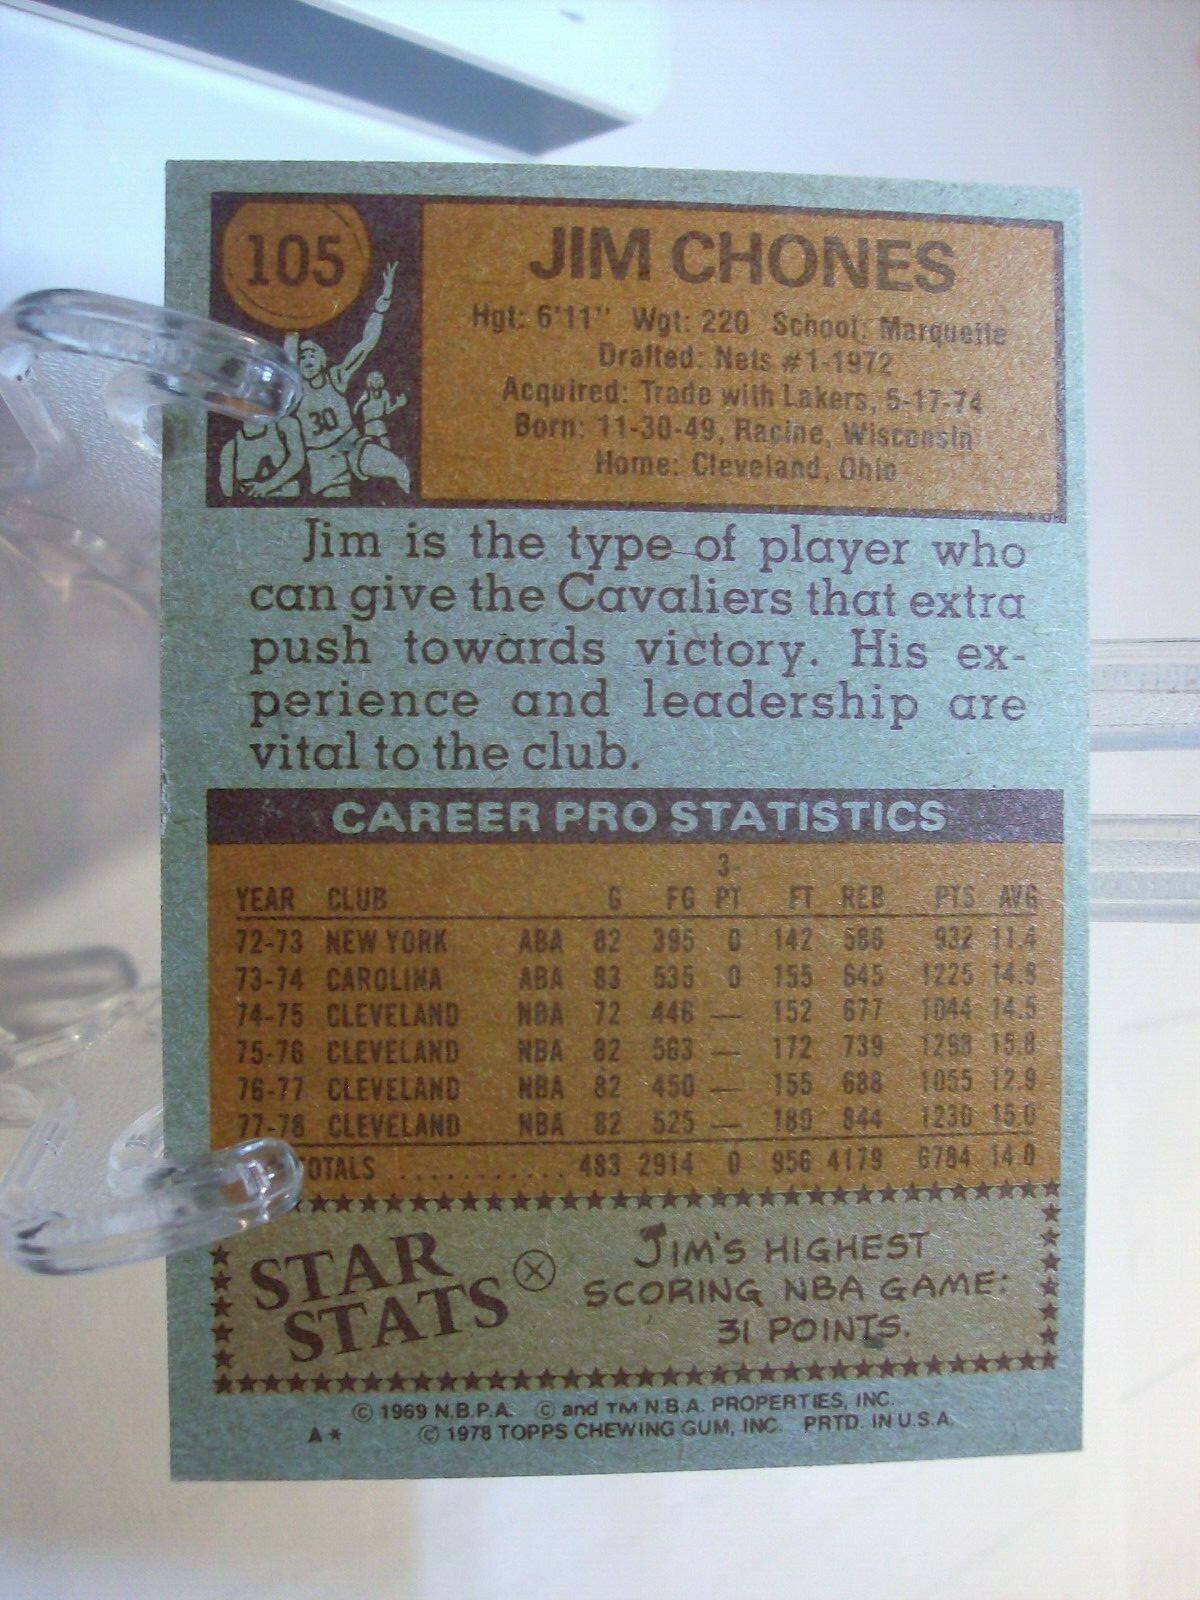 105
30
JIM CHONES
Hgt: 6'11" Wgt: 220 School: Marquette
Drafted: Nets #1-1972
Acquired: Trade with Lakers, 5-17-74
Born: 11-30-49, Racine, Wisconsin
Home: Cleveland, Ohio
Jim is the type of player who
can give the Cavaliers that extra
push towards victory. His ex-
perience and leadership are
vital to the club.
CAREER PRO STATISTICS
YEAR CLUB G FG 3-PT FT REB PTS AVG
72-73 NEW YORK ABA 82 395 0 142 586 932 11.4
73-74 CAROLINA ABA 83 535 0 155 645 1225 14.8
74-75 CLEVELAND NBA 72 446 — 152 677 1044 14.5
75-76 CLEVELAND NBA 82 563 — 172 739 1298 15.8
76-77 CLEVELAND NBA 82 450 — 155 688 1055 12.9
77-78 CLEVELAND NBA 82 525 — 180 844 1230 15.0
TOTALS ........... 483 2914 0 956 4179 6784 14.0
STAR
STATS
JIM'S HIGHEST
SCORING NBA GAME:
31 POINTS.
© 1969 N.B.P.A. © and TM N.B.A. PROPERTIES, INC.
A* © 1978 TOPPS CHEWING GUM, INC. PRTD. IN U.S.A.